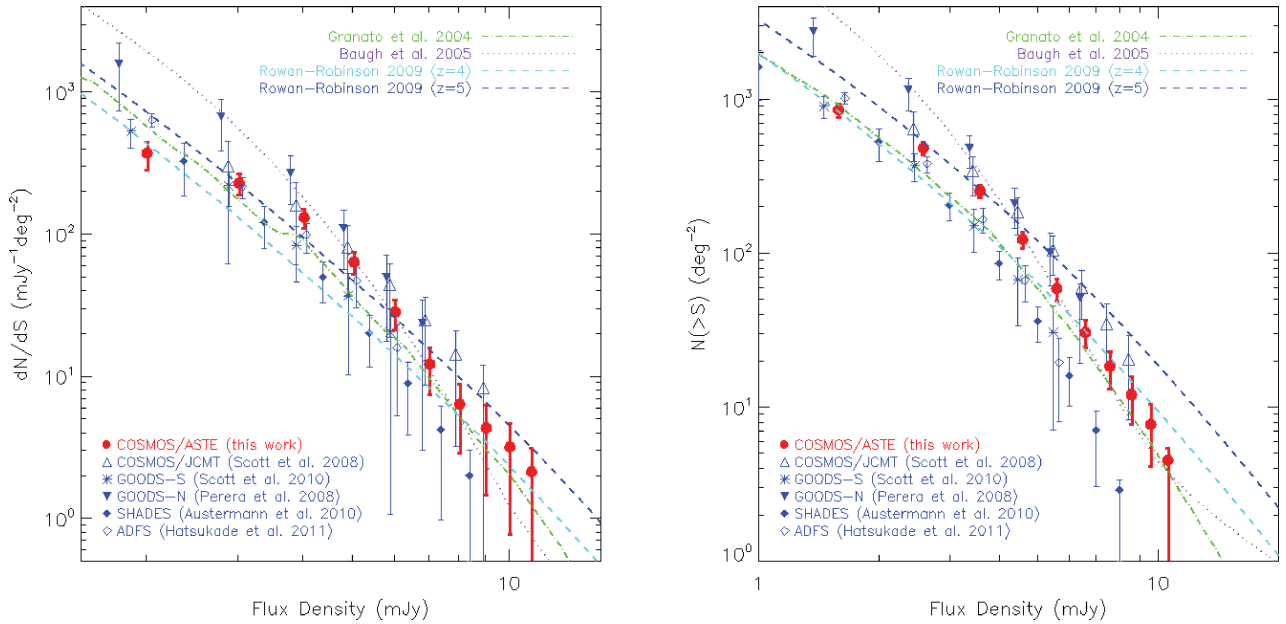 Granato et al. 2004
Baugh et al. 2005
Rowan−Robinson 2009 (z=4)
Rowan−Robinson 2009 (z=5)
10³
10²
10¹
10⁰
dN/dS (mJy⁻¹deg⁻²)
COSMOS/ASTE (this work)
COSMOS/JCMT (Scott et al. 2008)
GOODS−S (Scott et al. 2010)
GOODS−N (Perera et al. 2008)
SHADES (Austermann et al. 2010)
ADFS (Hatsukade et al. 2011)
10
Flux Density (mJy)
Granato et al. 2004
Baugh et al. 2005
Rowan−Robinson 2009 (z=4)
Rowan−Robinson 2009 (z=5)
10³
10²
10¹
10⁰
N(>S) (deg⁻²)
COSMOS/ASTE (this work)
COSMOS/JCMT (Scott et al. 2008)
GOODS−S (Scott et al. 2010)
GOODS−N (Perera et al. 2008)
SHADES (Austermann et al. 2010)
ADFS (Hatsukade et al. 2011)
1 10
Flux Density (mJy)